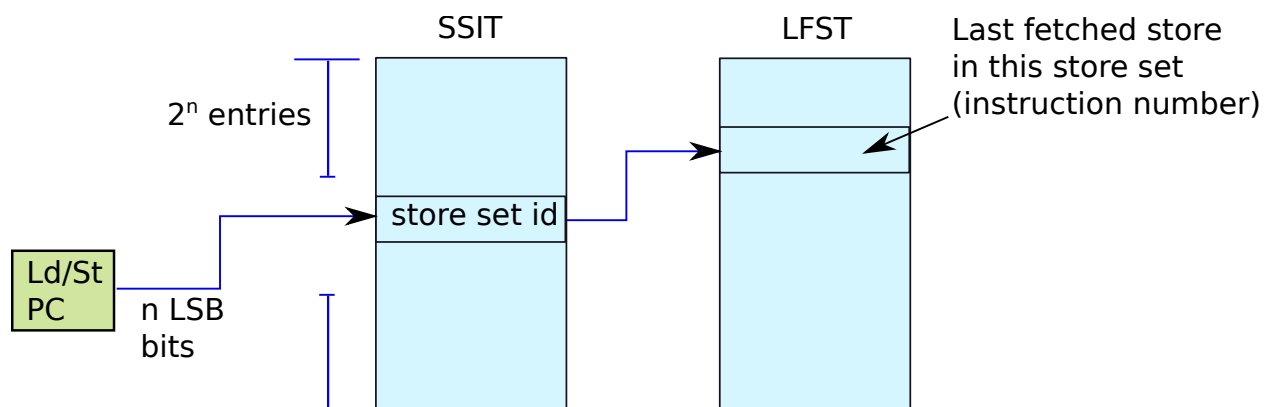 SSIT
LFST
Last fetched store
in this store set
(instruction number)
2ⁿ entries
store set id
Ld/St
PC
n LSB
bits